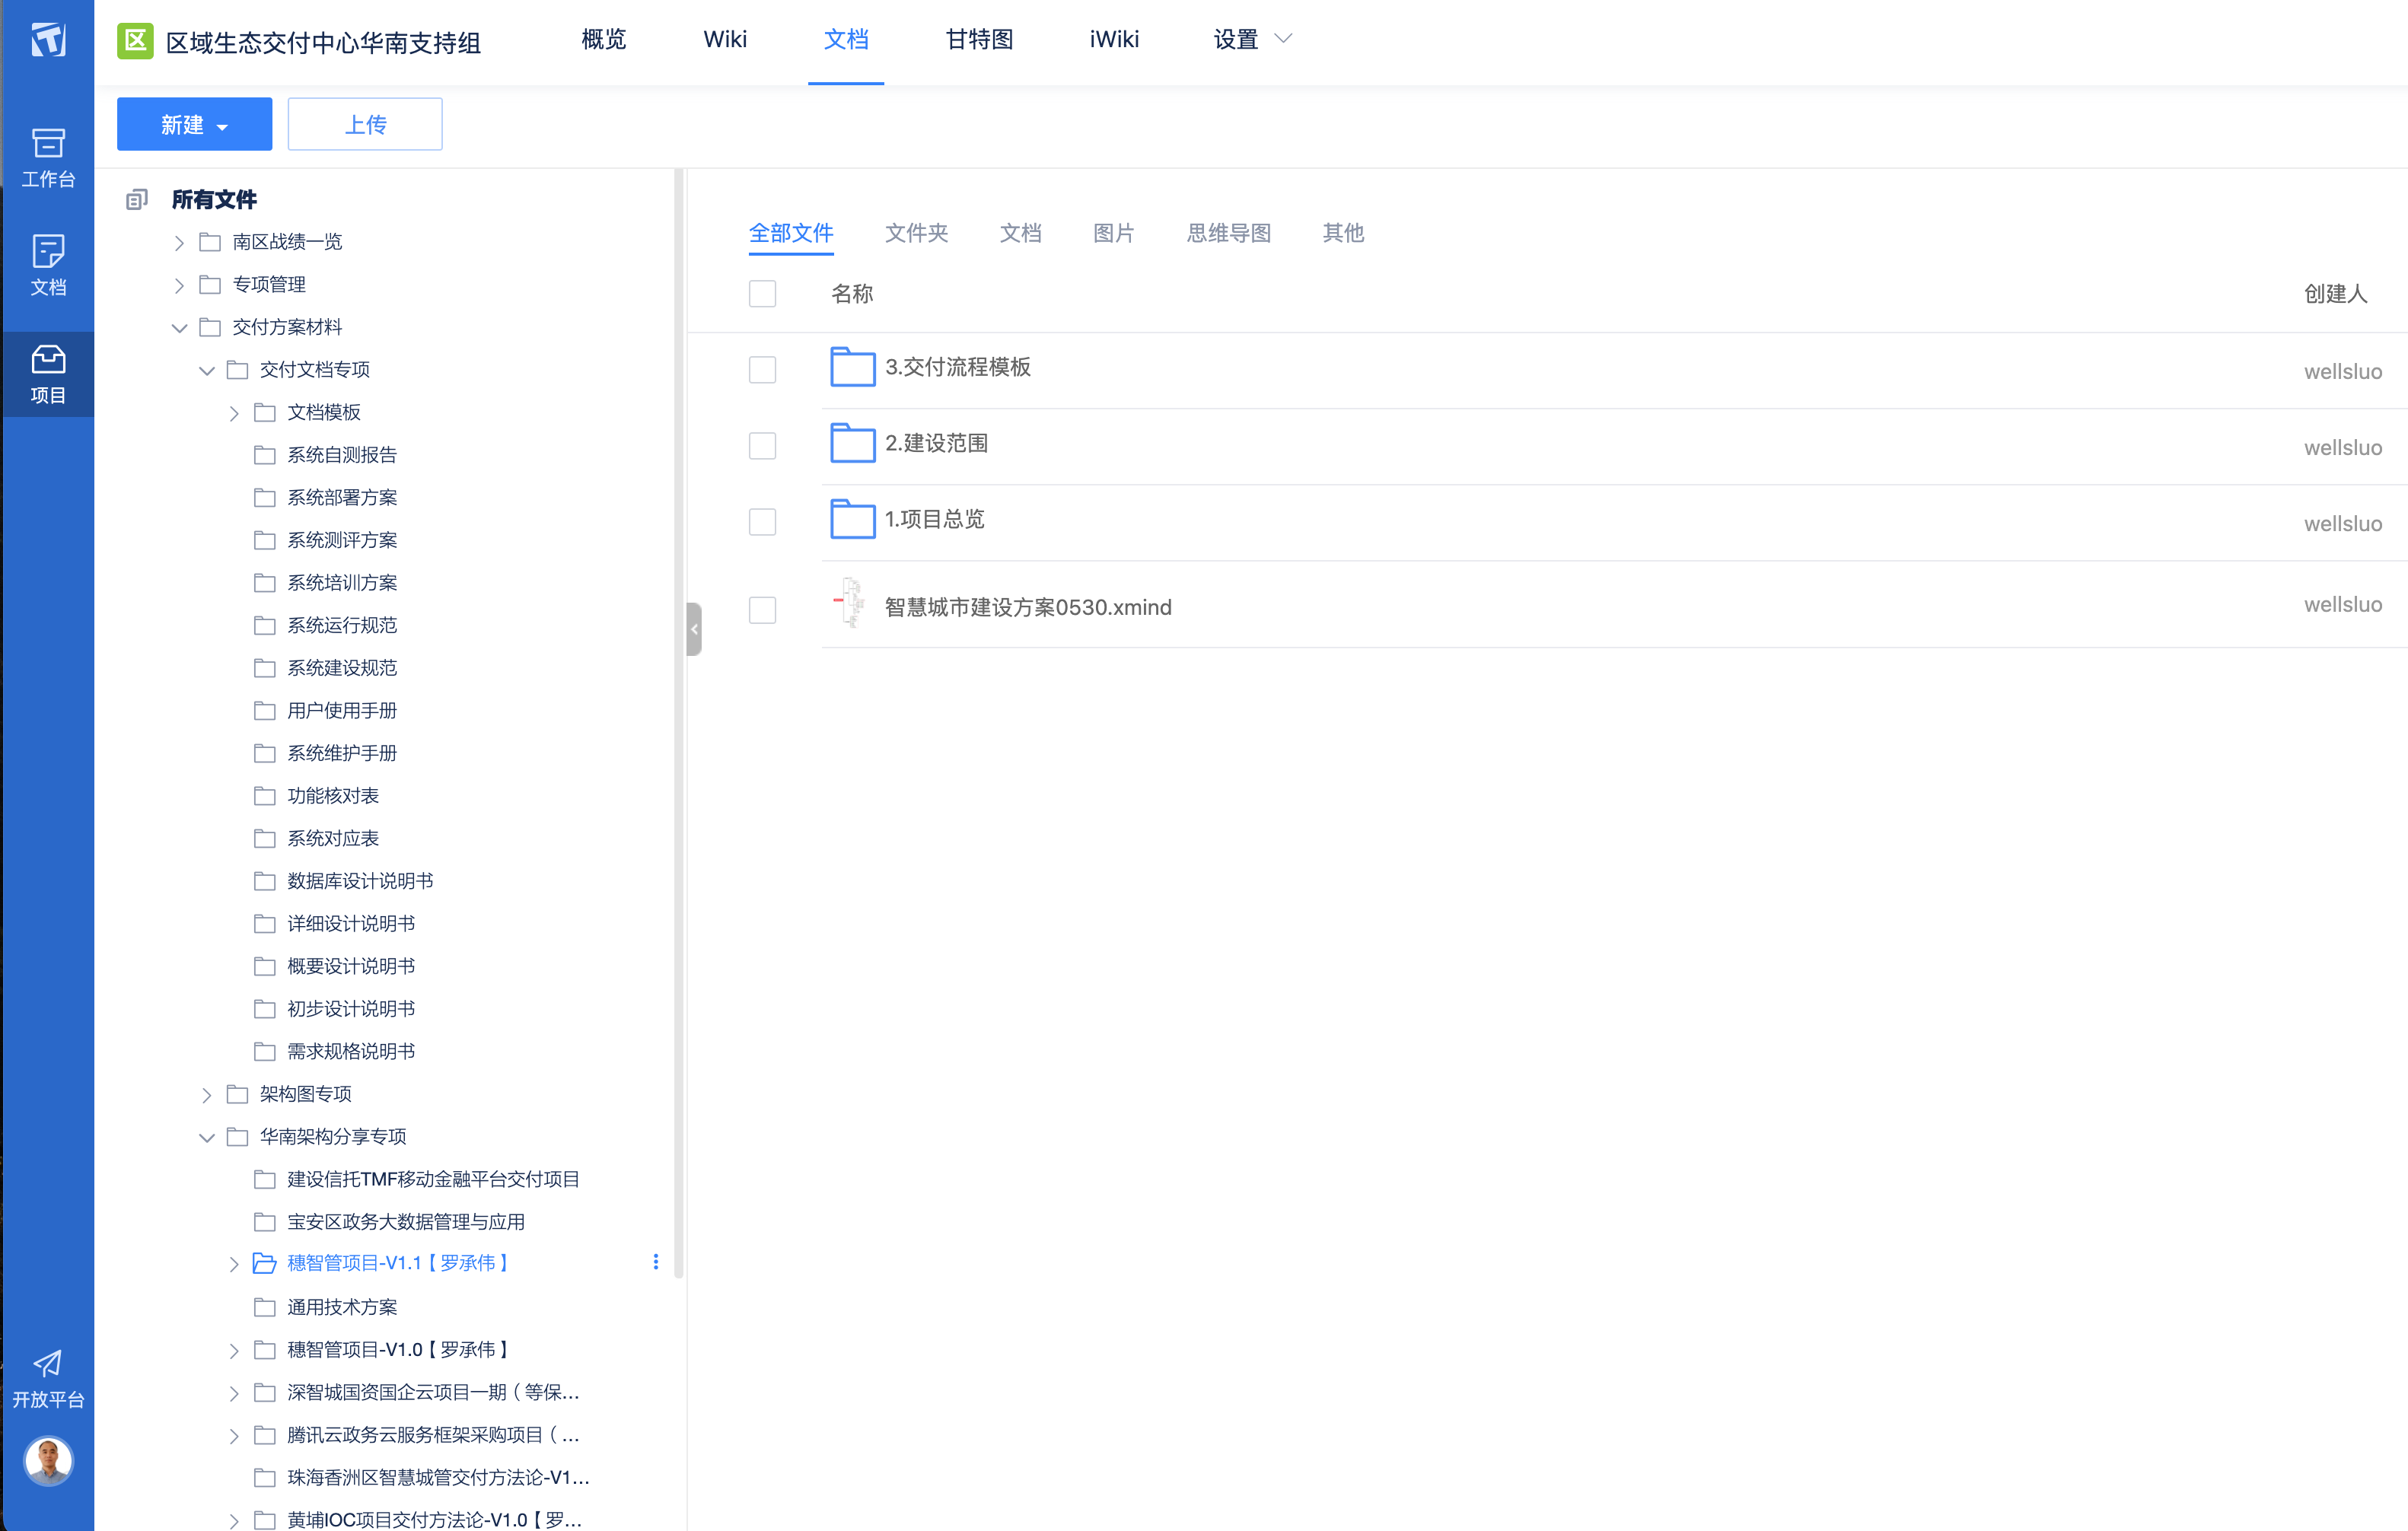 区 区域生态交付中心华南支持组 概览 Wiki 文档 甘特图 iWiki 设置
新建 上传
工作台
文档
项目
开放平台
所有文件
南区战绩一览
专项管理
交付方案材料
交付文档专项
文档模板
系统自测报告
系统部署方案
系统测评方案
系统培训方案
系统运行规范
系统建设规范
用户使用手册
系统维护手册
功能核对表
系统对应表
数据库设计说明书
详细设计说明书
概要设计说明书
初步设计说明书
需求规格说明书
架构图专项
华南架构分享专项
建设信托TMF移动金融平台交付项目
宝安区政务大数据管理与应用
穗智管项目-V1.1【罗承伟】
通用技术方案
穗智管项目-V1.0【罗承伟】
深智城国资国企云项目一期（等保...
腾讯云政务云服务框架采购项目（...
珠海香洲区智慧城管交付方法论-V1...
黄埔IOC项目交付方法论-V1.0【罗...
全部文件 文件夹 文档 图片 思维导图 其他
名称 创建人
3.交付流程模板 wellsluo
2.建设范围 wellsluo
1.项目总览 wellsluo
智慧城市建设方案0530.xmind wellsluo